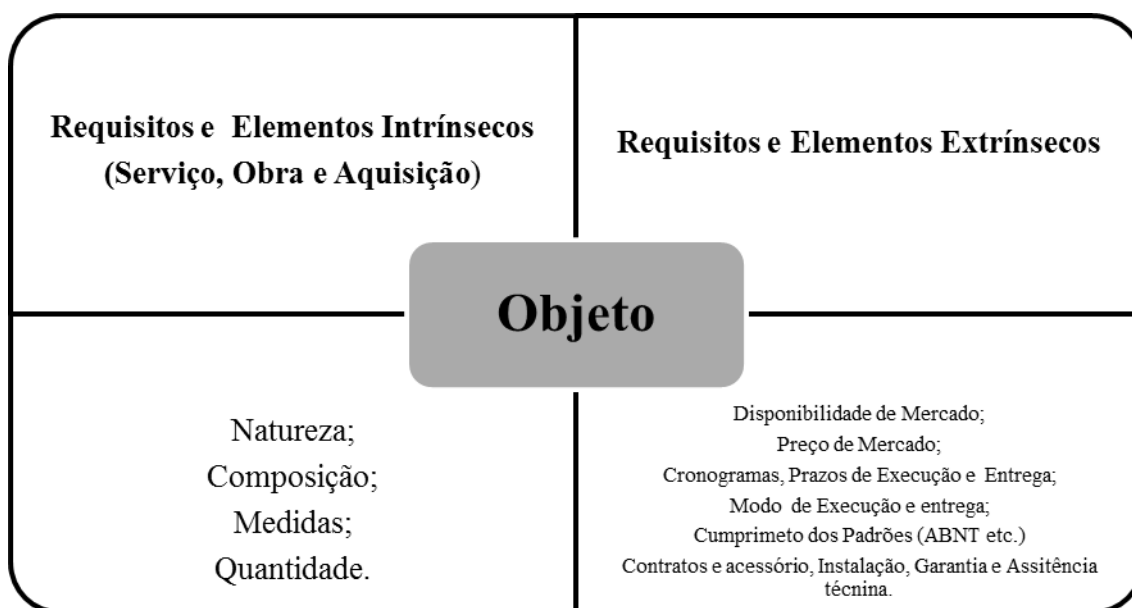 Requisitos e Elementos Intrínsecos
(Serviço, Obra e Aquisição)
Requisitos e Elementos Extrínsecos
Objeto
Natureza;
Composição;
Medidas;
Quantidade.
Disponibilidade de Mercado;
Preço de Mercado;
Cronogramas, Prazos de Execução e Entrega;
Modo de Execução e entrega;
Cumprimeto dos Padrões (ABNT etc.)
Contratos e acessório, Instalação, Garantia e Assitência
técnina.